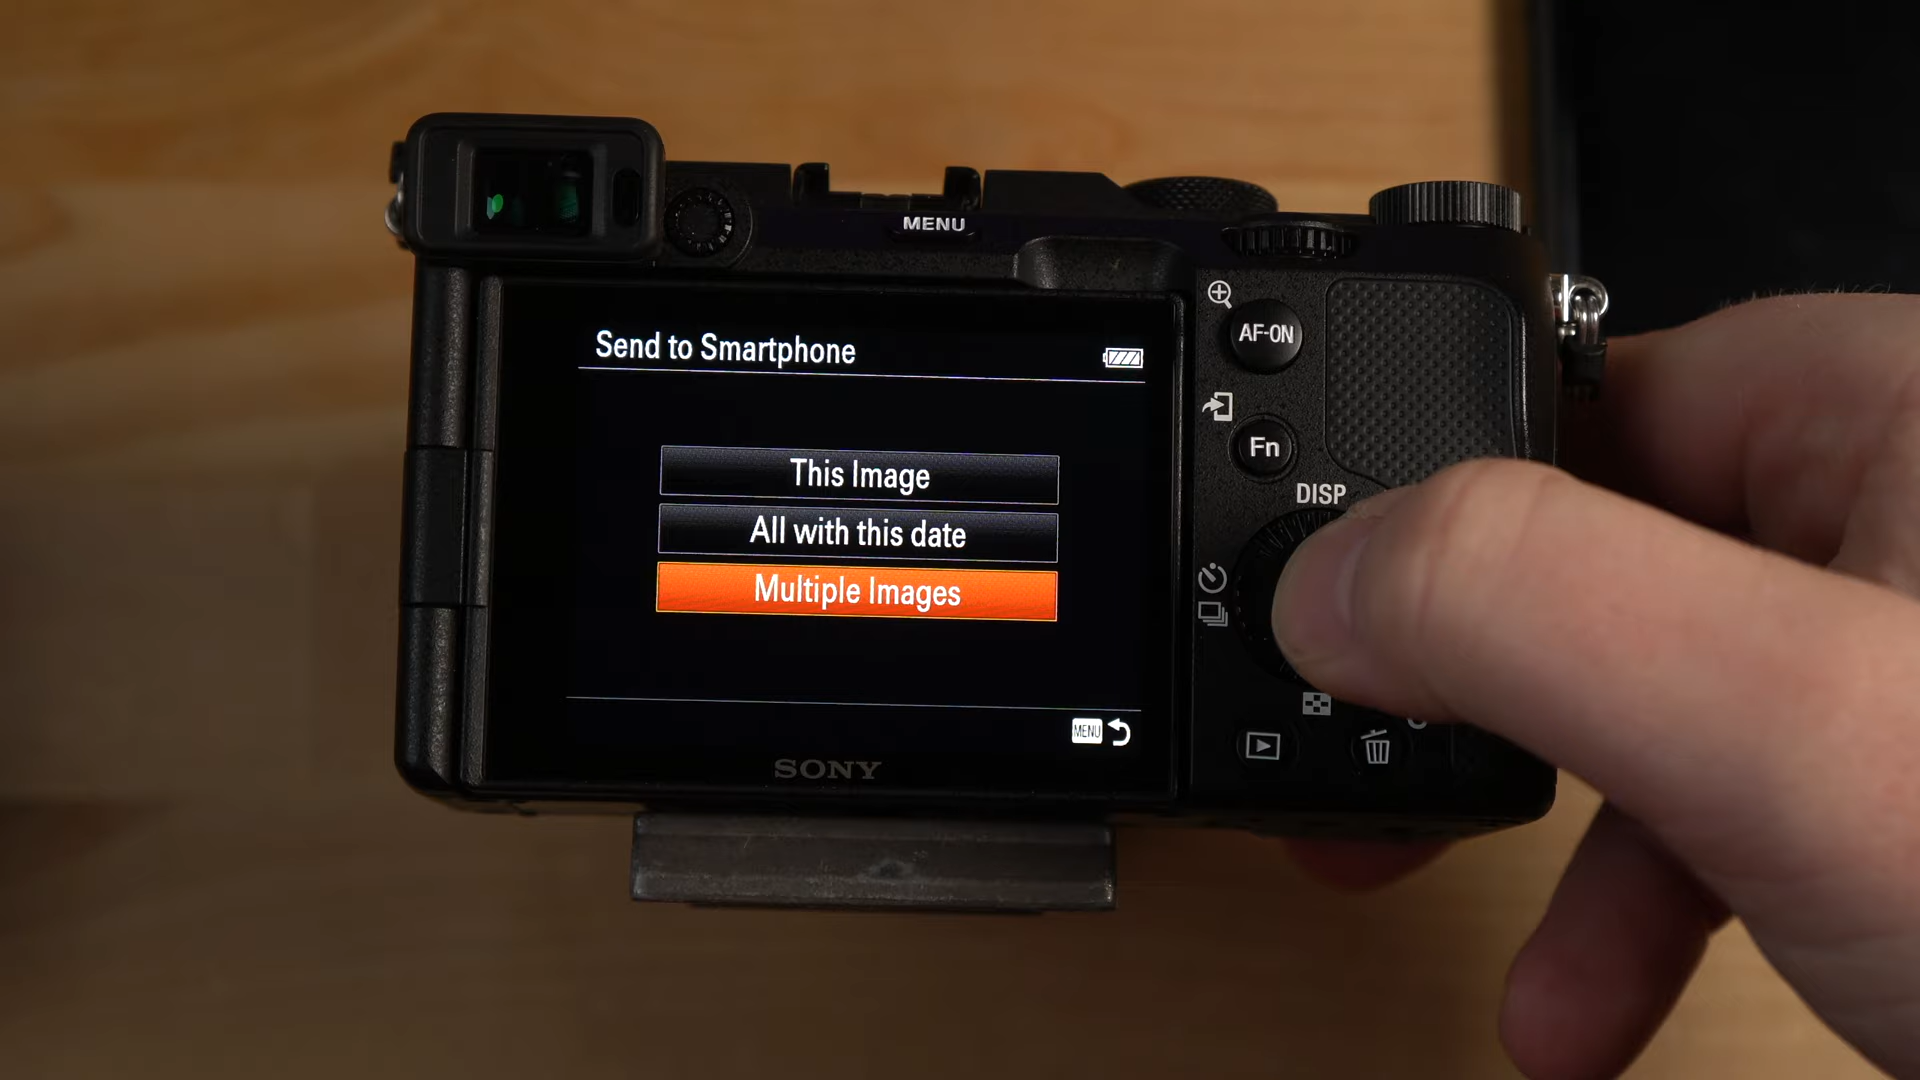 MENU
Send to Smartphone
This Image
All with this date
Multiple Images
MENU
SONY
AF-ON
Fn
DISP